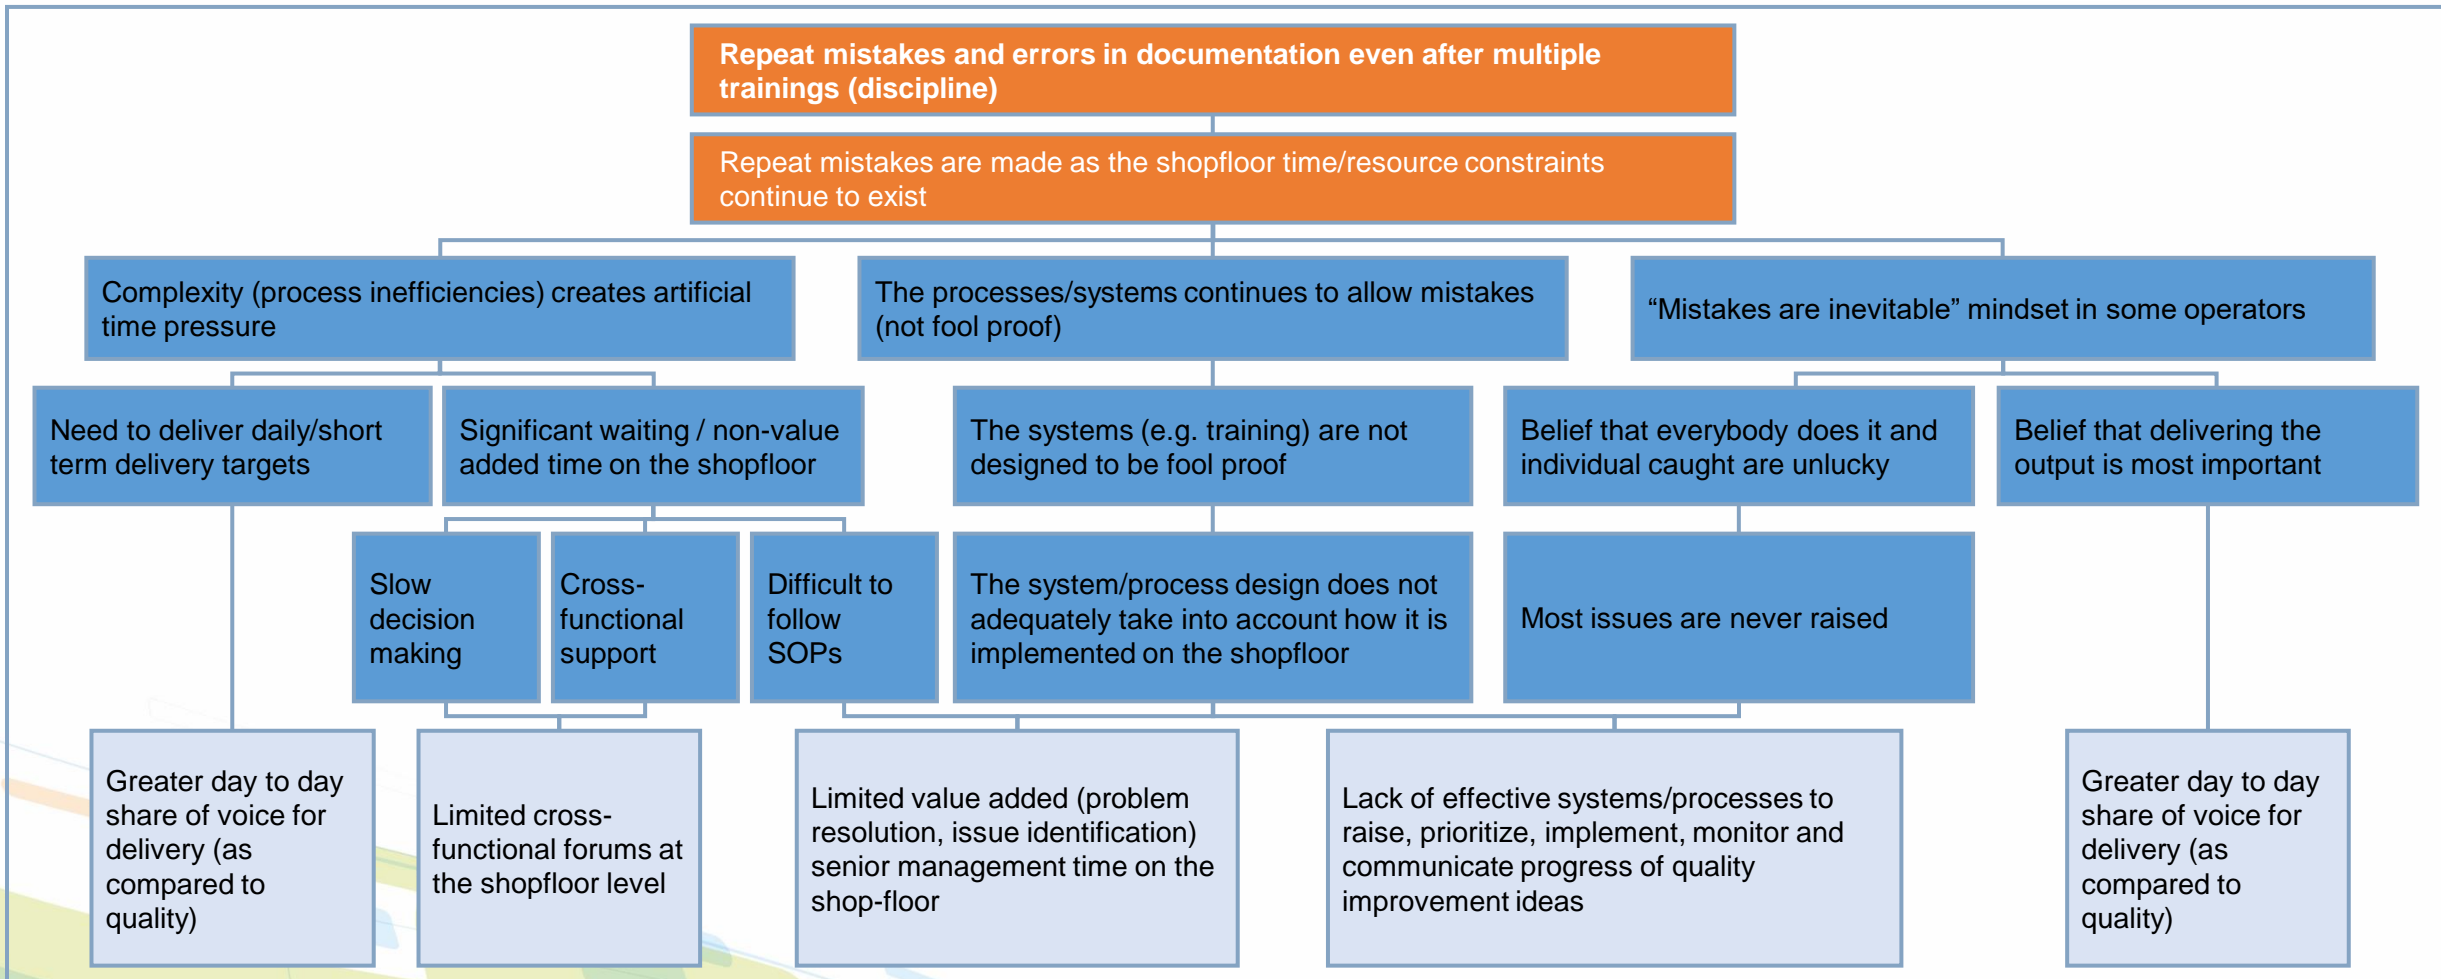 Repeat mistakes and errors in documentation even after multiple
trainings (discipline)
Repeat mistakes are made as the shopfloor time/resource constraints
continue to exist
Complexity (process inefficiencies) creates artificial
time pressure
The processes/systems continues to allow mistakes
(not fool proof)
“Mistakes are inevitable” mindset in some operators
Need to deliver daily/short
term delivery targets
Significant waiting / non-value
added time on the shopfloor
The systems (e.g. training) are not
designed to be fool proof
Belief that everybody does it and
individual caught are unlucky
Belief that delivering the
output is most important
Slow
decision
making
Cross-
functional
support
Difficult to
follow
SOPs
The system/process design does not
adequately take into account how it is
implemented on the shopfloor
Most issues are never raised
Greater day to day
share of voice for
delivery (as
compared to
quality)
Limited cross-
functional forums at
the shopfloor level
Limited value added (problem
resolution, issue identification)
senior management time on the
shop-floor
Lack of effective systems/processes to
raise, prioritize, implement, monitor and
communicate progress of quality
improvement ideas
Greater day to day
share of voice for
delivery (as
compared to
quality)